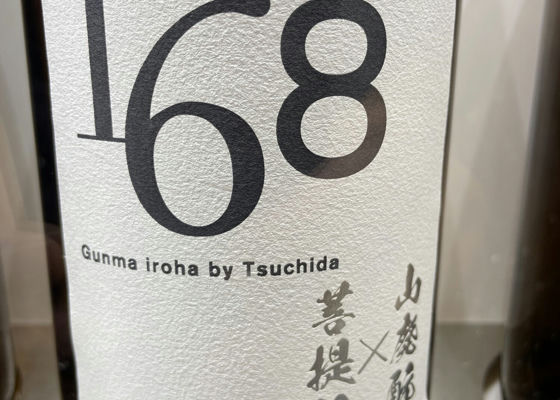 168
Gunma iroha by Tsuchida
山廃酛
×
菩提